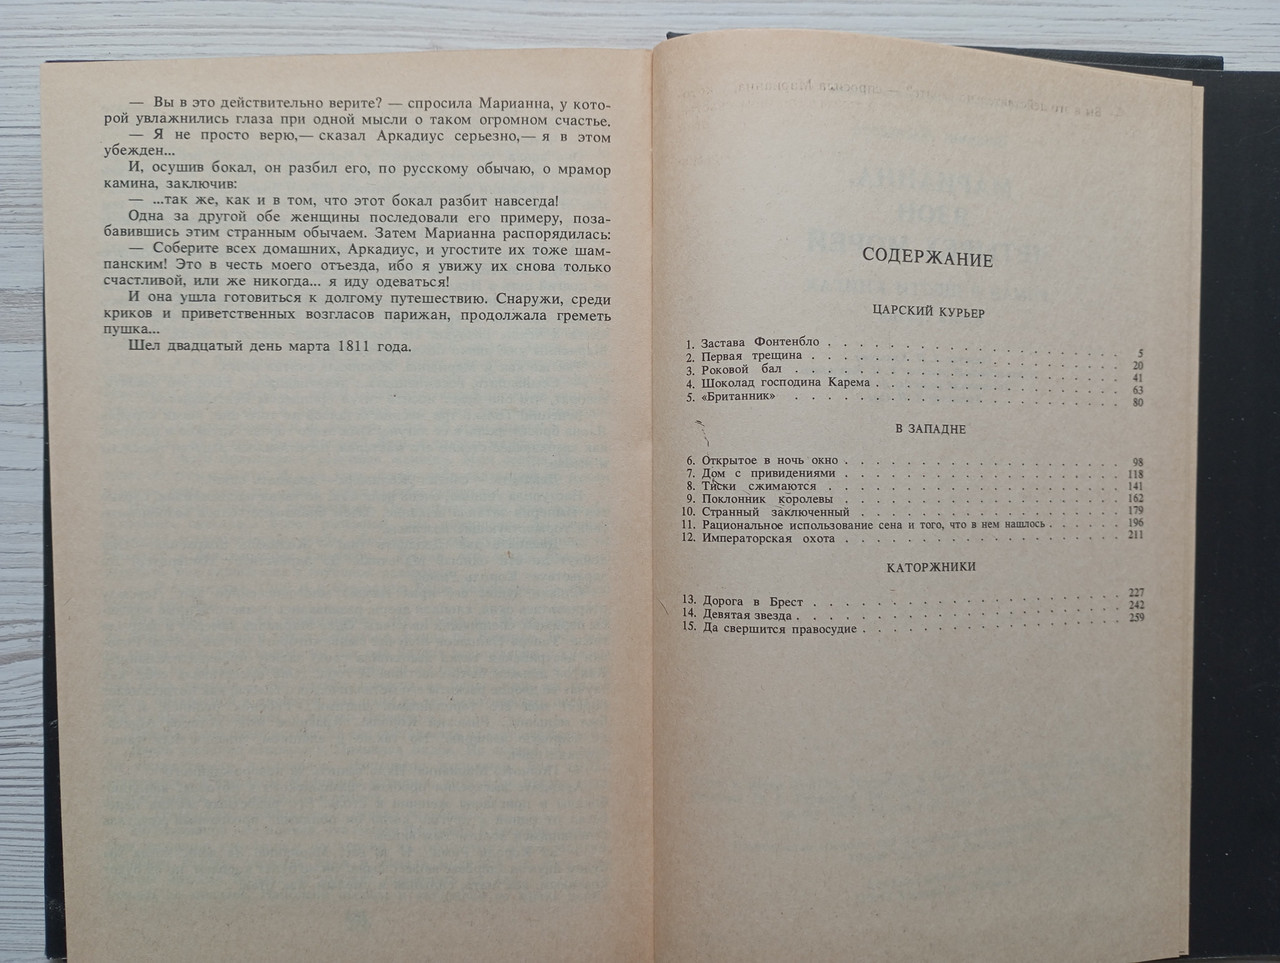 — Вы в это действительно верите? — спросила Марианна, у кото-
рой увлажнились глаза при одной мысли о таком огромном счастье.
— Я не просто верю,— сказал Аркадиус серьезно,— я в этом
убежден...
И, осушив бокал, он разбил его, по русскому обычаю, о мрамор
камина, заключив:
— ...так же, как и в том, что этот бокал разбит навсегда!
Одна за другой обе женщины последовали его примеру, поза-
бавившись этим странным обычаем. Затем Марианна распорядилась:
— Соберите всех домашних, Аркадиус, и угостите их тоже шам-
панским! Это в честь моего отъезда, ибо я увижу их снова только
счастливой, или же никогда... я иду одеваться!
И она ушла готовиться к долгому путешествию. Снаружи, среди
криков и приветственных возгласов парижан, продолжала греметь
пушка...
Шел двадцатый день марта 1811 года.
СОДЕРЖАНИЕ
ЦАРСКИЙ КУРЬЕР
1. Застава Фонтенбло . . . . . . . . . . . . . . . . . . . . 5
2. Первая трещина . . . . . . . . . . . . . . . . . . . . 20
3. Роковой бал . . . . . . . . . . . . . . . . . . . . 41
4. Шоколад господина Карема . . . . . . . . . . . . . . . . 63
5. «Британник» . . . . . . . . . . . . . . . . . . . . 80
В ЗАПАДНЕ
6. Открытое в ночь окно . . . . . . . . . . . . . . . . . . 98
7. Дом с привидениями . . . . . . . . . . . . . . . . . . 118
8. Тиски сжимаются . . . . . . . . . . . . . . . . . . . 141
9. Поклонник королевы . . . . . . . . . . . . . . . . . . 162
10. Странный заключенный . . . . . . . . . . . . . . . . . 179
11. Рациональное использование сена и того, что в нем нашлось . . . . . . 196
12. Императорская охота . . . . . . . . . . . . . . . . . . 211
КАТОРЖНИКИ
13. Дорога в Брест . . . . . . . . . . . . . . . . . . . . 227
14. Девятая звезда . . . . . . . . . . . . . . . . . . . . 242
15. Да свершится правосудие . . . . . . . . . . . . . . . . . 259